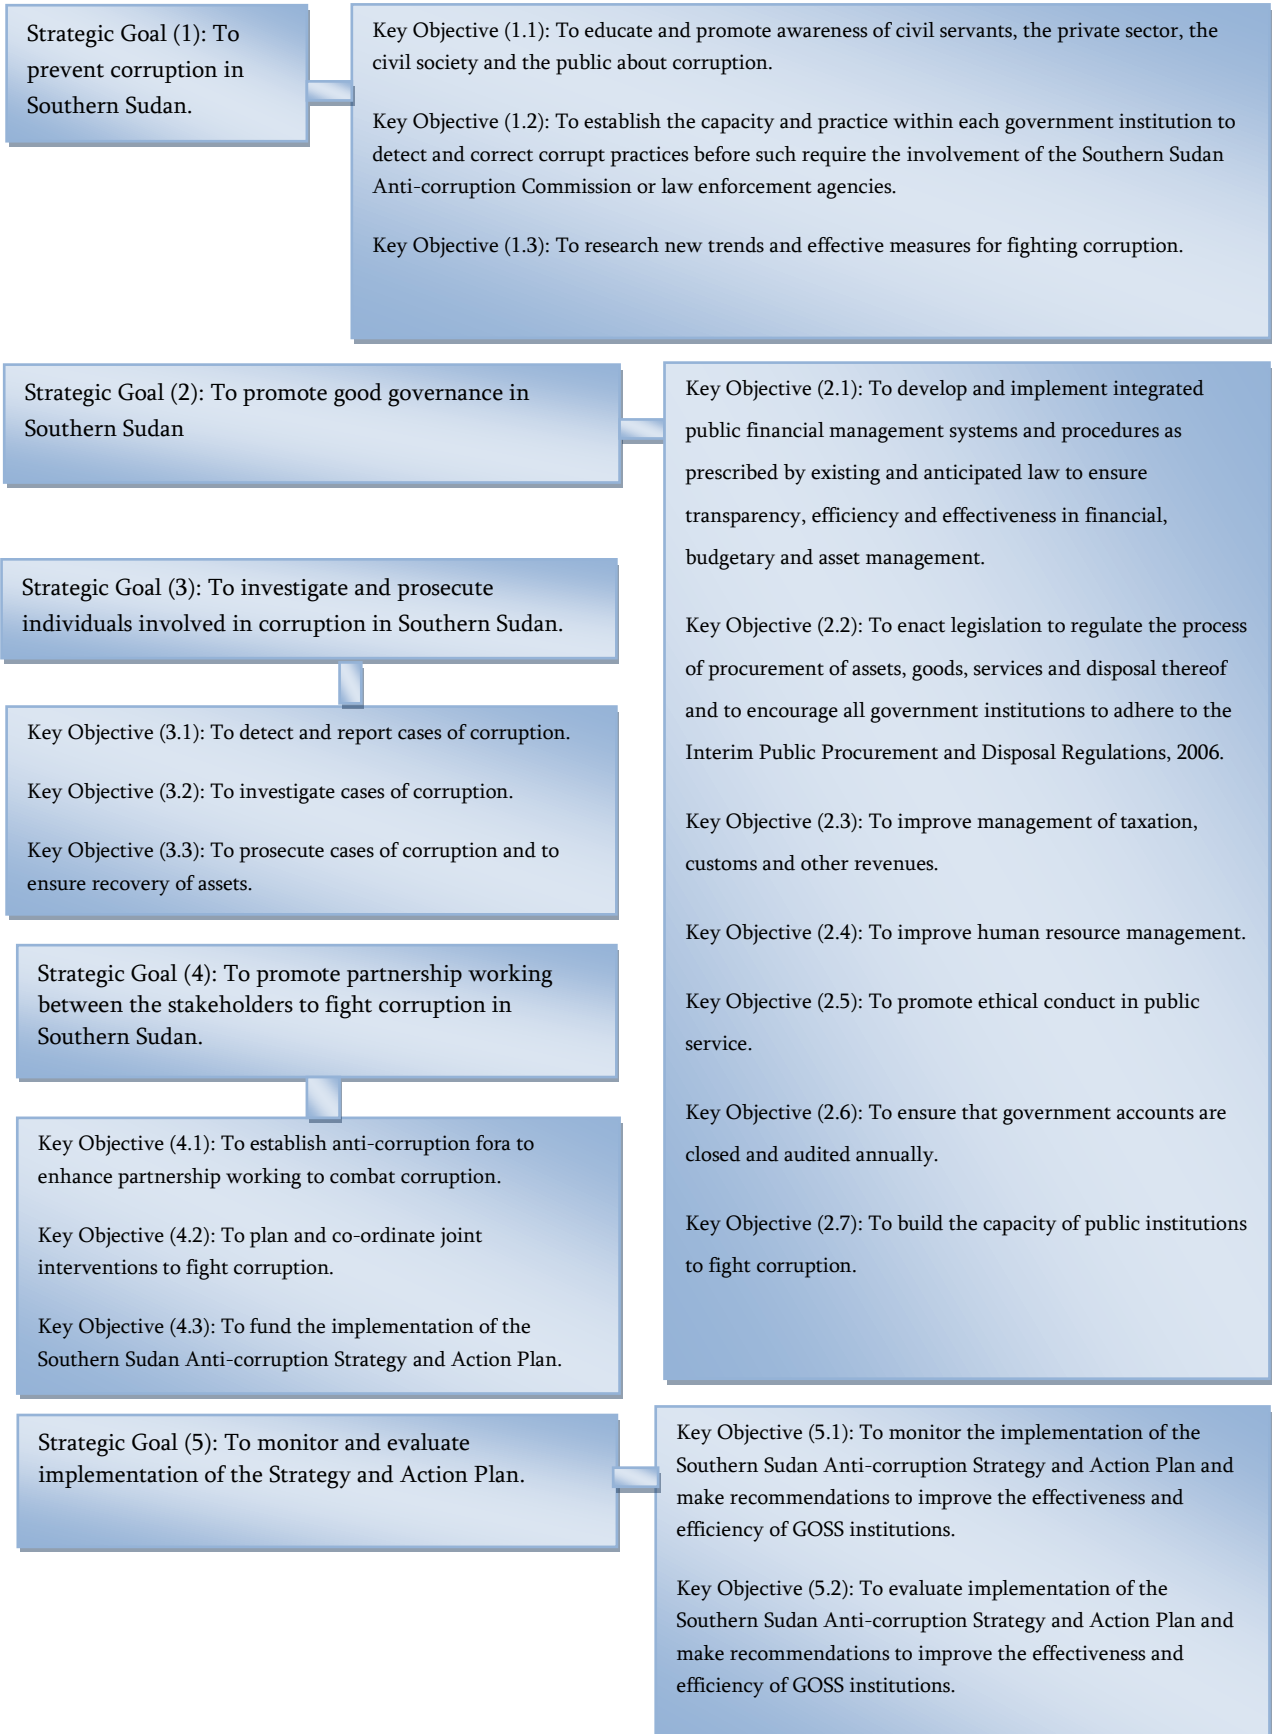 Strategic Goal (1): To
prevent corruption in
Southern Sudan.
Key Objective (1.1): To educate and promote awareness of civil servants, the private sector, the
civil society and the public about corruption.
Key Objective (1.2): To establish the capacity and practice within each government institution to
detect and correct corrupt practices before such require the involvement of the Southern Sudan
Anti-corruption Commission or law enforcement agencies.
Key Objective (1.3): To research new trends and effective measures for fighting corruption.
Strategic Goal (2): To promote good governance in
Southern Sudan
Key Objective (2.1): To develop and implement integrated
public financial management systems and procedures as
prescribed by existing and anticipated law to ensure
transparency, efficiency and effectiveness in financial,
budgetary and asset management.
Key Objective (2.2): To enact legislation to regulate the process
of procurement of assets, goods, services and disposal thereof
and to encourage all government institutions to adhere to the
Interim Public Procurement and Disposal Regulations, 2006.
Key Objective (2.3): To improve management of taxation,
customs and other revenues.
Key Objective (2.4): To improve human resource management.
Key Objective (2.5): To promote ethical conduct in public
service.
Key Objective (2.6): To ensure that government accounts are
closed and audited annually.
Key Objective (2.7): To build the capacity of public institutions
to fight corruption.
Strategic Goal (3): To investigate and prosecute
individuals involved in corruption in Southern Sudan.
Key Objective (3.1): To detect and report cases of corruption.
Key Objective (3.2): To investigate cases of corruption.
Key Objective (3.3): To prosecute cases of corruption and to
ensure recovery of assets.
Strategic Goal (4): To promote partnership working
between the stakeholders to fight corruption in
Southern Sudan.
Key Objective (4.1): To establish anti-corruption fora to
enhance partnership working to combat corruption.
Key Objective (4.2): To plan and co-ordinate joint
interventions to fight corruption.
Key Objective (4.3): To fund the implementation of the
Southern Sudan Anti-corruption Strategy and Action Plan.
Strategic Goal (5): To monitor and evaluate
implementation of the Strategy and Action Plan.
Key Objective (5.1): To monitor the implementation of the
Southern Sudan Anti-corruption Strategy and Action Plan and
make recommendations to improve the effectiveness and
efficiency of GOSS institutions.
Key Objective (5.2): To evaluate implementation of the
Southern Sudan Anti-corruption Strategy and Action Plan and
make recommendations to improve the effectiveness and
efficiency of GOSS institutions.